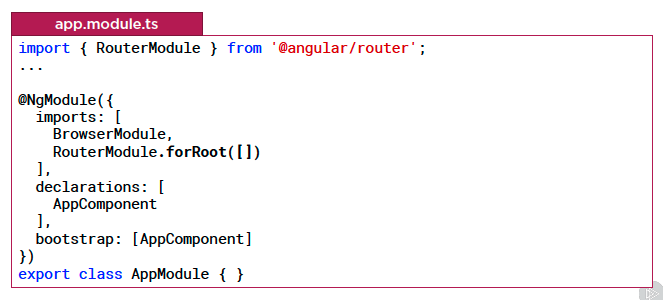 app.module.ts
import { RouterModule } from '@angular/router';
...
@NgModule({
  imports: [
    BrowserModule,
    RouterModule.forRoot([])
  ],
  declarations: [
    AppComponent
  ],
  bootstrap: [AppComponent]
})
export class AppModule { }